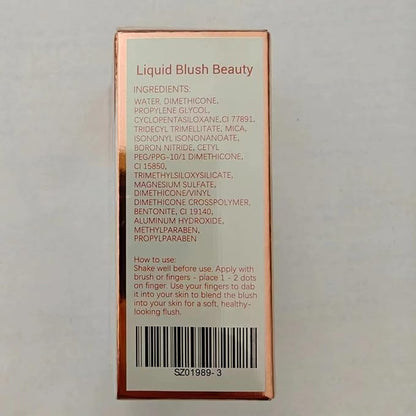 Liquid Blush Beauty
INGREDIENTS:
WATER, DIMETHICONE,
PROPYLENE GLYCOL,
CYCLOPENTASILOXANE,CI 77891,
TRIDECYL TRIMELLITATE, MICA,
ISONONYL ISONONANOATE,
BORON NITRIDE, CETYL
PEG/PPG-10/1 DIMETHICONE,
CI 15850,
TRIMETHYLSILOXYSILICATE,
MAGNESIUM SULFATE,
DIMETHICONE/VINYL
DIMETHICONE CROSSPOLYMER,
BENTONITE, CI 19140,
ALUMINUM HYDROXIDE,
METHYLPARABEN,
PROPYLPARABEN
How to use:
Shake well before use. Apply with
brush or fingers - place 1 - 2 dots
on finger. Use your fingers to dab
it into your skin to blend the blush
into your skin for a soft, healthy-
looking flush.
SZ01989-3